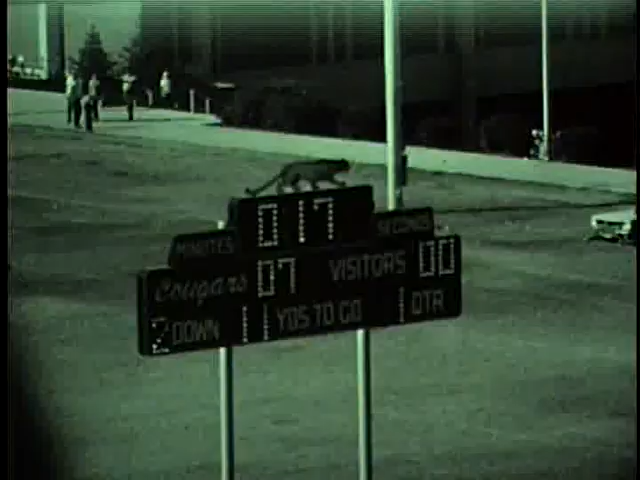 0 17
MINUTES SECONDS
Cougars 07 VISITORS 00
2 DOWN 11 YDS TO GO 1 QTR